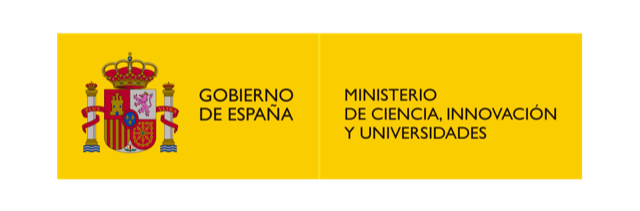 GOBIERNO
DE ESPAÑA
MINISTERIO
DE CIENCIA, INNOVACIÓN
Y UNIVERSIDADES